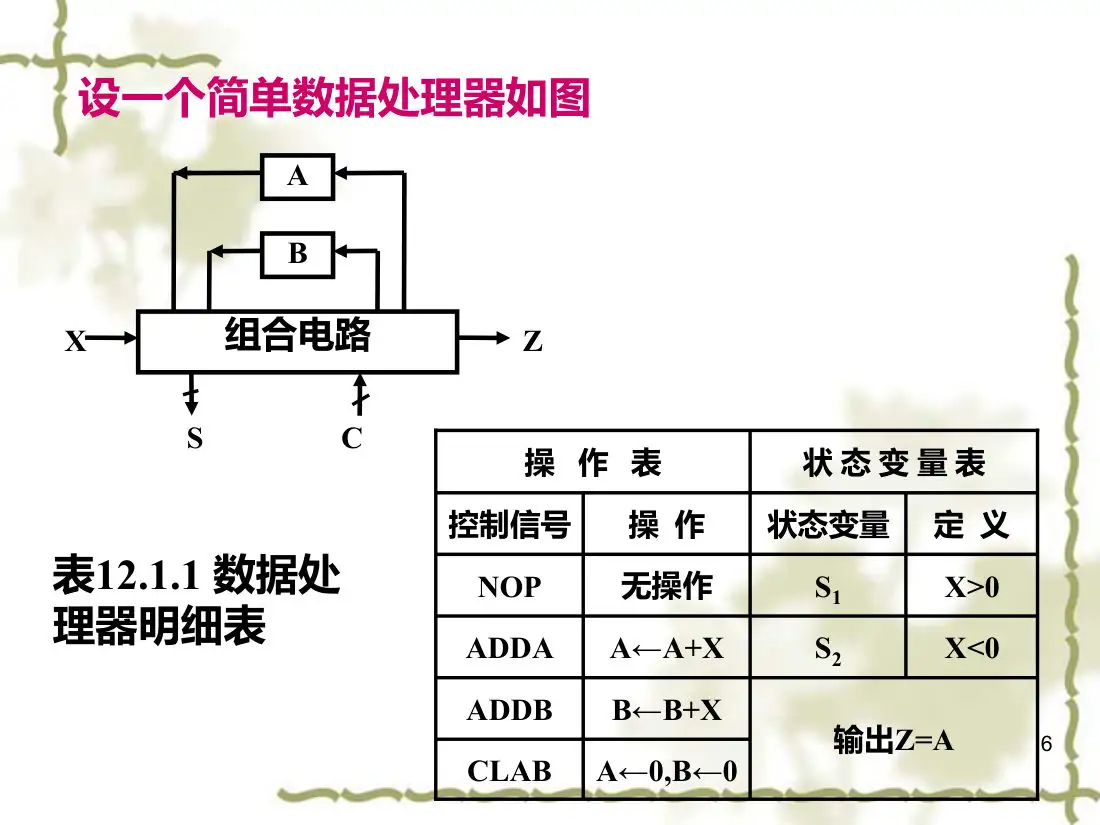 设一个简单数据处理器如图
A
B
组合电路
X
Z
S
C
表12.1.1 数据处
理器明细表
操 作 表 状态变量表
控制信号 操 作 状态变量 定 义
NOP 无操作 S₁ X>0
ADDA A←A+X S₂ X<0
ADDB B←B+X
输出Z=A
CLAB A←0,B←0
6